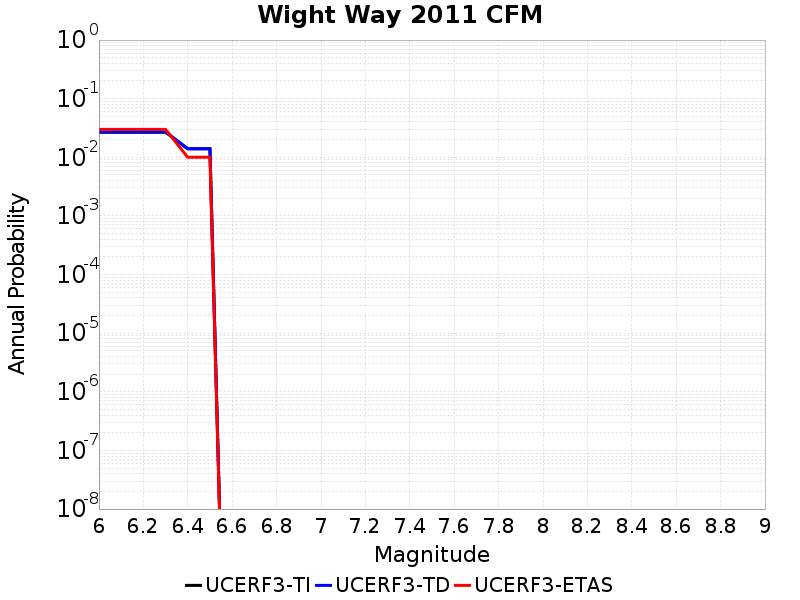 Wight Way 2011 CFM
10^0
10^-1
10^-2
10^-3
10^-4
10^-5
10^-6
10^-7
10^-8
Annual Probability
6 6.2 6.4 6.6 6.8 7 7.2 7.4 7.6 7.8 8 8.2 8.4 8.6 8.8 9
Magnitude
UCERF3-TI UCERF3-TD UCERF3-ETAS